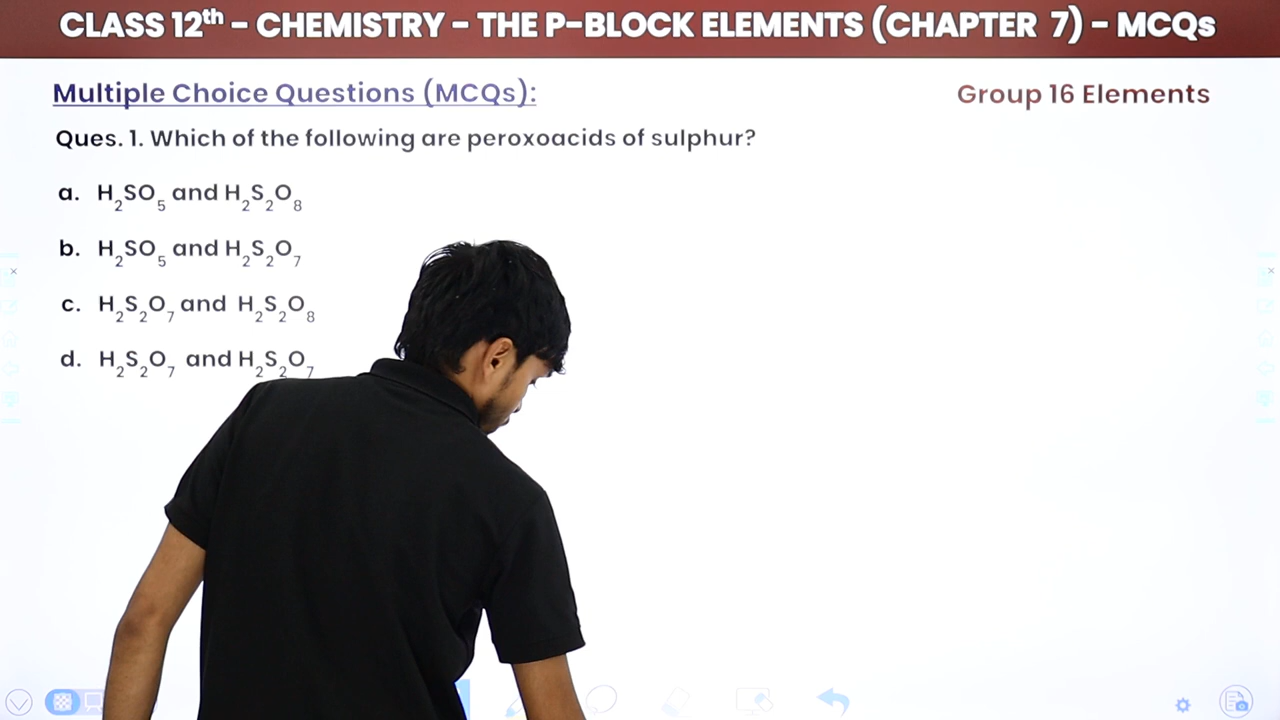 CLASS 12th – CHEMISTRY – THE P-BLOCK ELEMENTS (CHAPTER 7) – MCQs
Multiple Choice Questions (MCQs):
Group 16 Elements
Ques. 1. Which of the following are peroxoacids of sulphur?
a. H₂SO₅ and H₂S₂O₈
b. H₂SO₅ and H₂S₂O₇
c. H₂S₂O₇ and H₂S₂O₈
d. H₂S₂O₇ and H₂S₂O₇